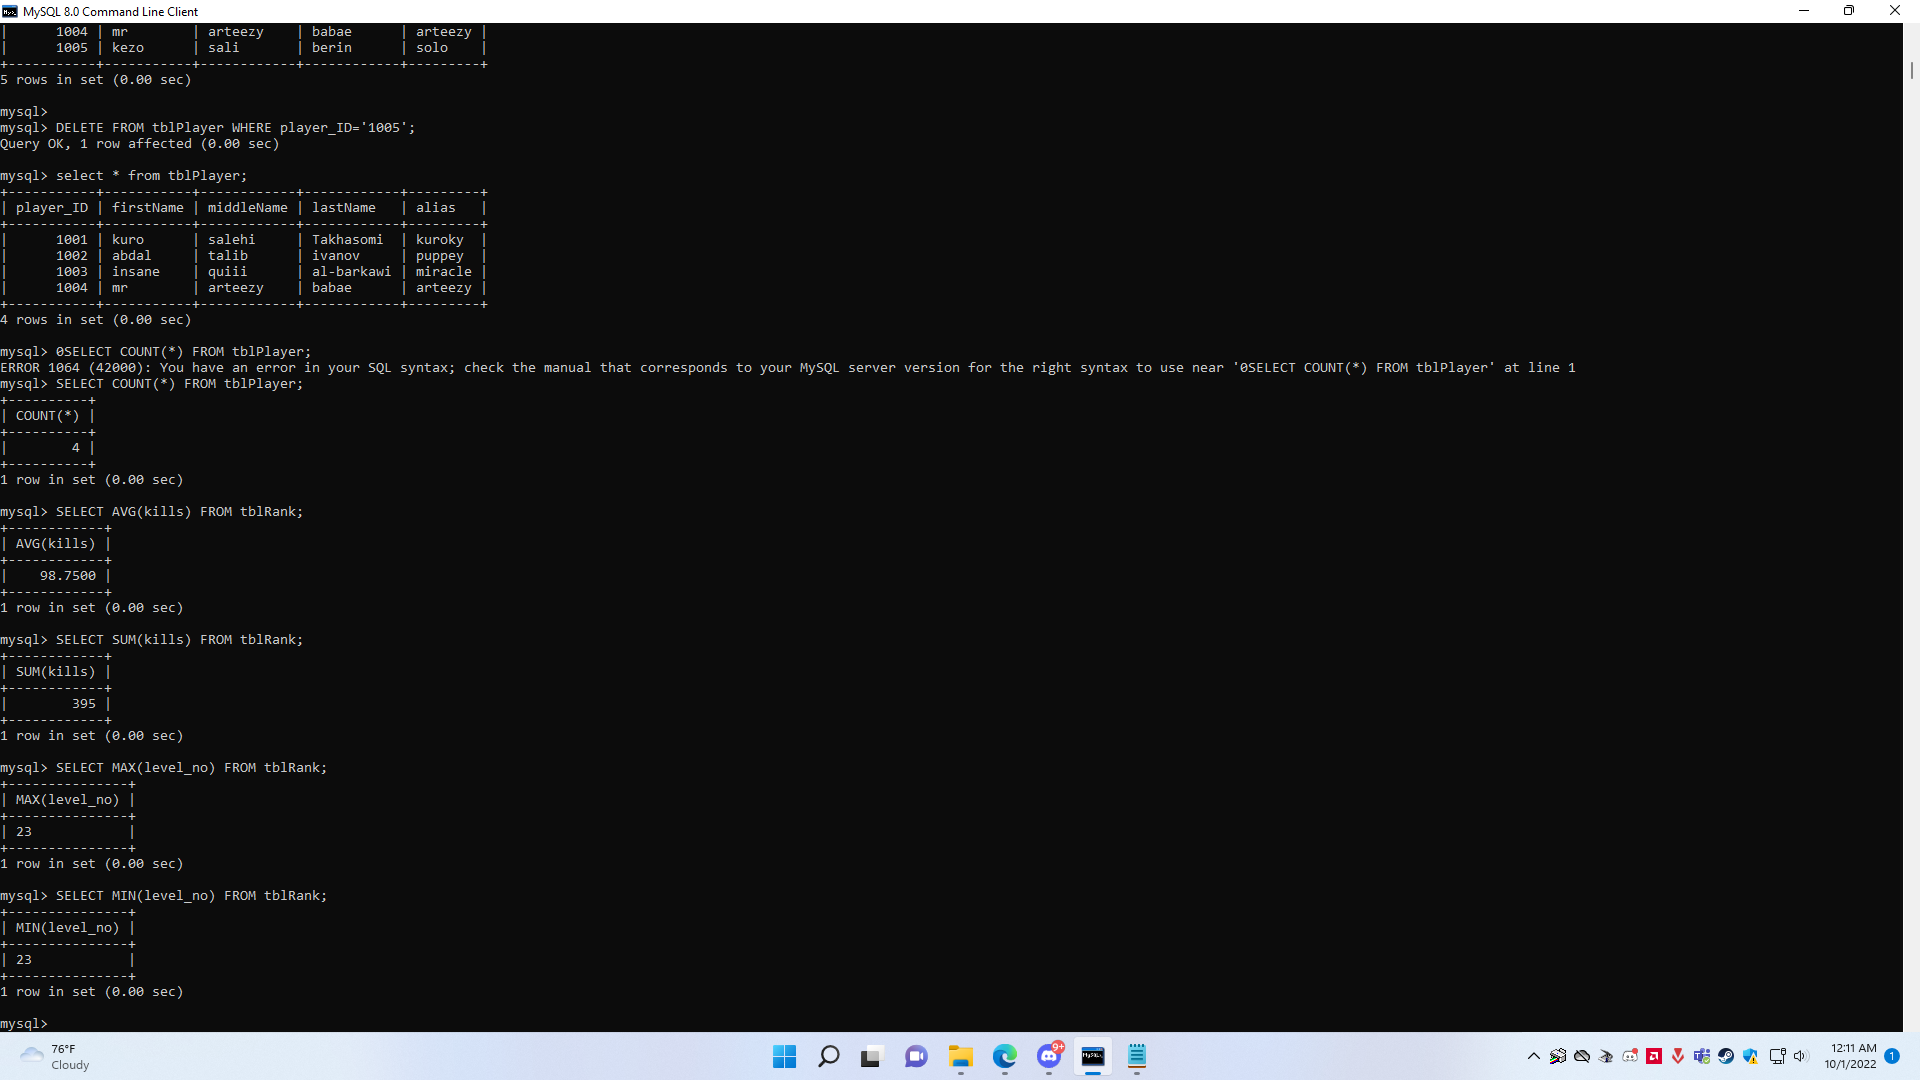 MySQL 8.0 Command Line Client
|      1004 | mr        | arteezy    | babae      | arteezy |
|      1005 | kezo      | sali       | berin      | solo    |
+-----------+-----------+------------+------------+---------+
5 rows in set (0.00 sec)
mysql>
mysql> DELETE FROM tblPlayer WHERE player_ID='1005';
Query OK, 1 row affected (0.00 sec)
mysql> select * from tblPlayer;
+-----------+-----------+------------+------------+---------+
| player_ID | firstName | middleName | lastName   | alias   |
+-----------+-----------+------------+------------+---------+
|      1001 | kuro      | salehi     | Takhasomi  | kuroky  |
|      1002 | abdal     | talib      | ivanov     | puppey  |
|      1003 | insane    | quiii      | al-barkawi | miracle |
|      1004 | mr        | arteezy    | babae      | arteezy |
+-----------+-----------+------------+------------+---------+
4 rows in set (0.00 sec)
mysql> 0SELECT COUNT(*) FROM tblPlayer;
ERROR 1064 (42000): You have an error in your SQL syntax; check the manual that corresponds to your MySQL server version for the right syntax to use near '0SELECT COUNT(*) FROM tblPlayer' at line 1
mysql> SELECT COUNT(*) FROM tblPlayer;
+----------+
| COUNT(*) |
+----------+
|        4 |
+----------+
1 row in set (0.00 sec)
mysql> SELECT AVG(kills) FROM tblRank;
+------------+
| AVG(kills) |
+------------+
|    98.7500 |
+------------+
1 row in set (0.00 sec)
mysql> SELECT SUM(kills) FROM tblRank;
+------------+
| SUM(kills) |
+------------+
|        395 |
+------------+
1 row in set (0.00 sec)
mysql> SELECT MAX(level_no) FROM tblRank;
+---------------+
| MAX(level_no) |
+---------------+
| 23            |
+---------------+
1 row in set (0.00 sec)
mysql> SELECT MIN(level_no) FROM tblRank;
+---------------+
| MIN(level_no) |
+---------------+
| 23            |
+---------------+
1 row in set (0.00 sec)
mysql>
76°F
Cloudy
9+
12:11 AM
10/1/2022
1